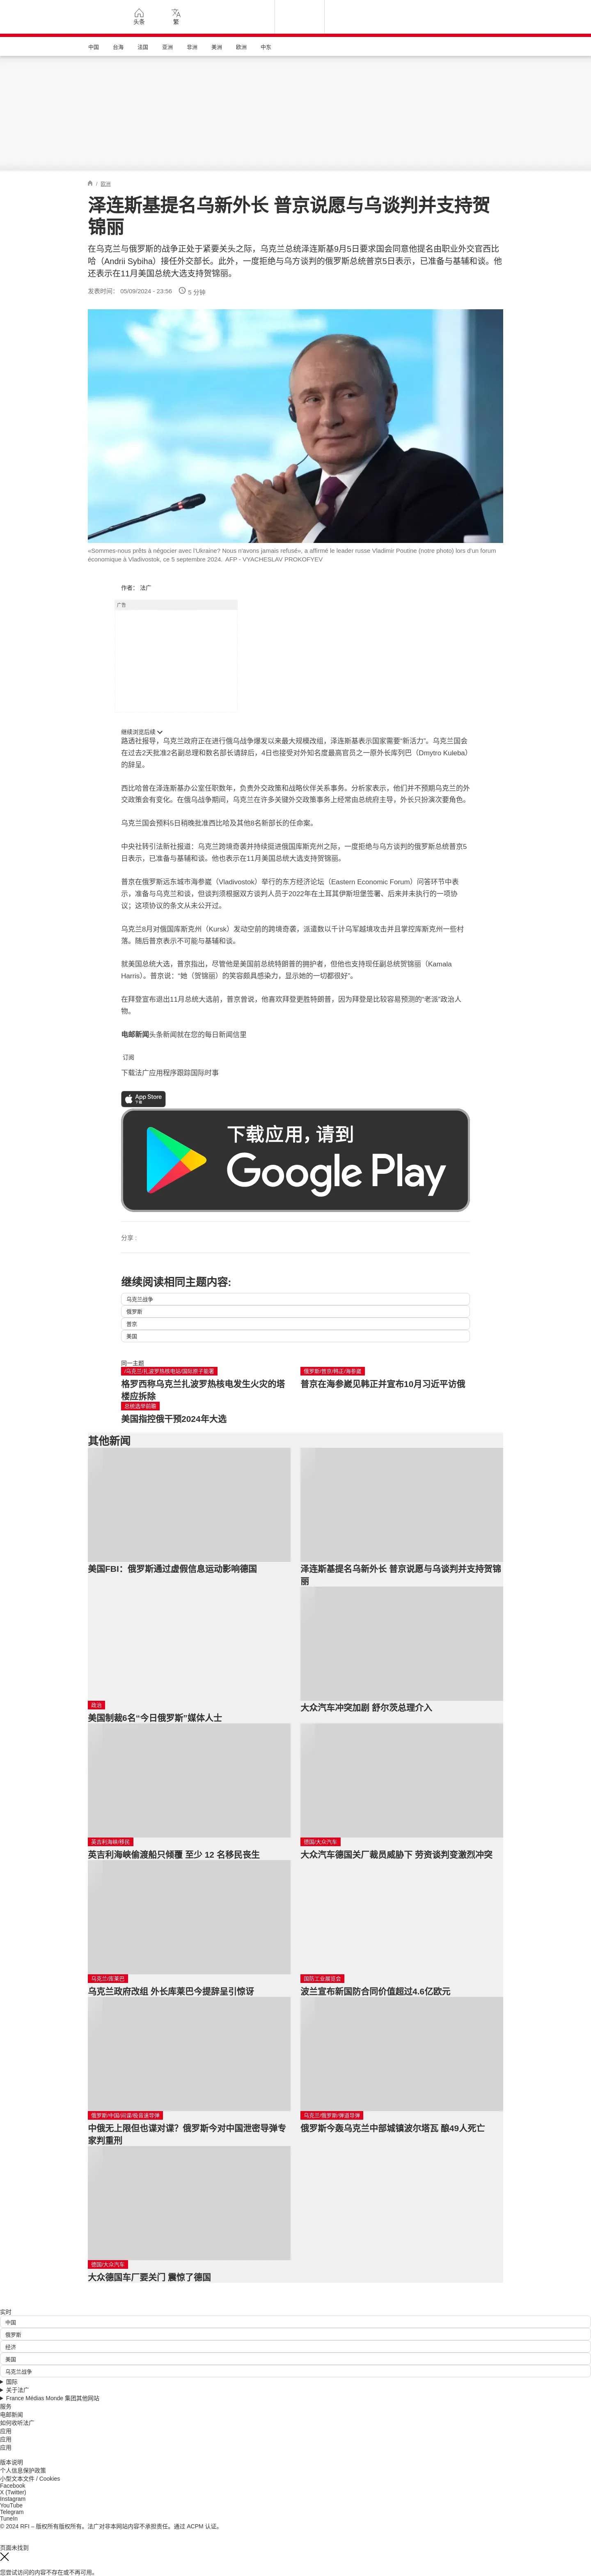 头条
繁
中国 台海 法国 亚洲 非洲 美洲 欧洲 中东
/ 欧洲
泽连斯基提名乌新外长 普京说愿与乌谈判并支持贺
锦丽
在乌克兰与俄罗斯的战争正处于紧要关头之际，乌克兰总统泽连斯基9月5日要求国会同意他提名由职业外交官西比
哈（Andrii Sybiha）接任外交部长。此外，一度拒绝与乌方谈判的俄罗斯总统普京5日表示，已准备与基辅和谈。他
还表示在11月美国总统大选支持贺锦丽。
发表时间： 05/09/2024 - 23:56 5 分钟
«Sommes-nous prêts à négocier avec l'Ukraine? Nous n'avons jamais refusé», a affirmé le leader russe Vladimir Poutine (notre photo) lors d'un forum
économique à Vladivostok, ce 5 septembre 2024. AFP - VYACHESLAV PROKOFYEV
作者： 法广
广告
继续浏览后续
路透社报导，乌克兰政府正在进行俄乌战争爆发以来最大规模改组，泽连斯基表示国家需要“新活力”。乌克兰国会
在过去2天批准2名副总理和数名部长请辞后，4日也接受对外知名度最高官员之一原外长库列巴（Dmytro Kuleba）
的辞呈。
西比哈曾在泽连斯基办公室任职数年，负责外交政策和战略伙伴关系事务。分析家表示，他们并不预期乌克兰的外
交政策会有变化。在俄乌战争期间，乌克兰在许多关键外交政策事务上经常由总统府主导，外长只扮演次要角色。
乌克兰国会预料5日稍晚批准西比哈及其他8名新部长的任命案。
中央社转引法新社报道：乌克兰跨境奇袭并持续挺进俄国库斯克州之际，一度拒绝与乌方谈判的俄罗斯总统普京5
日表示，已准备与基辅和谈。他也表示在11月美国总统大选支持贺锦丽。
普京在俄罗斯远东城市海参崴（Vladivostok）举行的东方经济论坛（Eastern Economic Forum）问答环节中表
示，准备与乌克兰和谈，但谈判须根据双方谈判人员于2022年在土耳其伊斯坦堡签署、后来并未执行的一项协
议；这项协议的条文从未公开过。
乌克兰8月对俄国库斯克州（Kursk）发动空前的跨境奇袭，派遣数以千计乌军越境攻击并且掌控库斯克州一些村
落。随后普京表示不可能与基辅和谈。
就美国总统大选，普京指出，尽管他是美国前总统特朗普的拥护者，但他也支持现任副总统贺锦丽（Kamala
Harris）。普京说：“她（贺锦丽）的笑容颇具感染力，显示她的一切都很好”。
在拜登宣布退出11月总统大选前，普京曾说，他喜欢拜登更胜特朗普，因为拜登是比较容易预测的“老派”政治人
物。
电邮新闻头条新闻就在您的每日新闻信里
订阅
下载法广应用程序跟踪国际时事
App Store
下载
下载应用，请到
Google Play
分享 :
继续阅读相同主题内容:
乌克兰战争
俄罗斯
普京
美国
同一主题
/乌克兰/扎波罗热核电站/国际原子能署
格罗西称乌克兰扎波罗热核电发生火灾的塔
楼应拆除
俄罗斯/普京/韩正/海参崴
普京在海参崴见韩正并宣布10月习近平访俄
总统选举前瞻
美国指控俄干预2024年大选
其他新闻
美国FBI：俄罗斯通过虚假信息运动影响德国
泽连斯基提名乌新外长 普京说愿与乌谈判并支持贺锦
丽
政治
美国制裁6名“今日俄罗斯”媒体人士
大众汽车冲突加剧 舒尔茨总理介入
英吉利海峡/移民
英吉利海峡偷渡船只倾覆 至少 12 名移民丧生
德国/大众汽车
大众汽车德国关厂裁员威胁下 劳资谈判变激烈冲突
乌克兰/库莱巴
乌克兰政府改组 外长库莱巴今提辞呈引惊讶
国防工业展览会
波兰宣布新国防合同价值超过4.6亿欧元
俄罗斯/中国/间谍/极音速导弹
中俄无上限但也谍对谍？俄罗斯今对中国泄密导弹专
家判重刑
乌克兰/俄罗斯/弹道导弹
俄罗斯今轰乌克兰中部城镇波尔塔瓦 酿49人死亡
德国/大众汽车
大众德国车厂要关门 震惊了德国
实时
中国
俄罗斯
经济
美国
乌克兰战争
国际
关于法广
France Médias Monde 集团其他网站
服务
电邮新闻
如何收听法广
应用
应用
应用
版本说明
个人信息保护政策
小型文本文件 / Cookies
Facebook
X (Twitter)
Instagram
YouTube
Telegram
TuneIn
© 2024 RFI – 版权所有版权所有。法广对非本网站内容不承担责任。通过 ACPM 认证。
页面未找到
您尝试访问的内容不存在或不再可用。